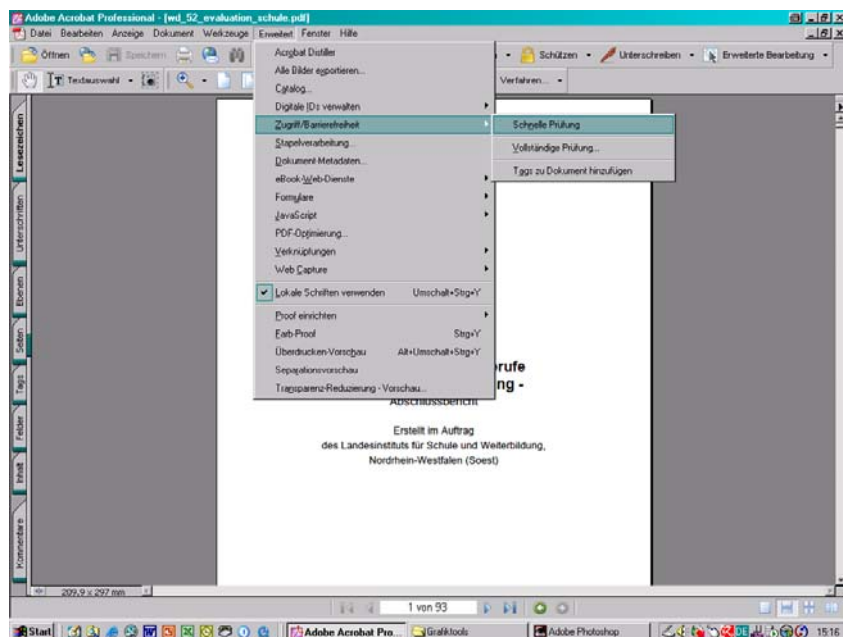 Adobe Acrobat Professional - [wd_52_evaluation_schule.pdf]
Datei Bearbeiten Anzeige Dokument Werkzeuge Erweitert Fenster Hilfe
Öffnen Speichern Schützen Unterschreiben Erweiterte Bearbeitung
Textauswahl Verfahren...
Acrobat Distiller
Alle Bilder exportieren...
Catalog...
Digitale IDs verwalten
Zugriff/Barrierefreiheit
Schnelle Prüfung
Vollständige Prüfung...
Tags zu Dokument hinzufügen
Stapelverarbeitung...
Dokument-Metadaten...
eBook-Web-Dienste
Formulare
JavaScript
PDF-Optimierung...
Verknüpfungen
Web Capture
Lokale Schriften verwenden Umschalt+Strg+Y
Proof einrichten
Farb-Proof Strg+Y
Überdrucken-Vorschau Alt+Umschalt+Strg+Y
Separationsvorschau
Transparenz-Reduzierung - Vorschau...
Lesezeichen
Unterschriften
Ebenen
Seiten
Tags
Felder
Inhalt
Kommentare
rufe
ng -
Abschlussbericht
Erstellt im Auftrag
des Landesinstituts für Schule und Weiterbildung,
Nordrhein-Westfalen (Soest)
209,9 x 297 mm
1 von 93
Start Adobe Acrobat Pro... Grafiktools Adobe Photoshop DE 15:16